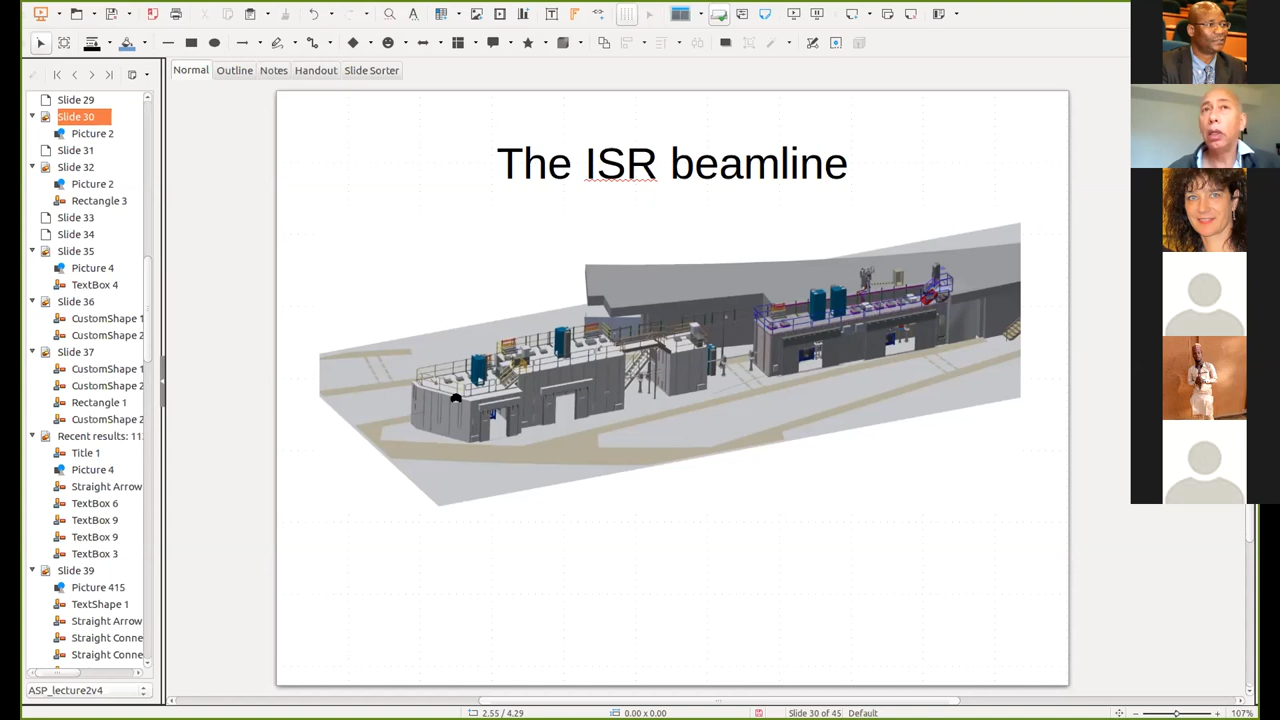 Normal
Outline
Notes
Handout
Slide Sorter
Slide 29
Slide 30
Picture 2
Slide 31
Slide 32
Picture 2
Rectangle 3
Slide 33
Slide 34
Slide 35
Picture 4
TextBox 4
Slide 36
CustomShape 1
CustomShape 2
Slide 37
CustomShape 1
CustomShape 2
Rectangle 1
CustomShape 2
Recent results: 11
Title 1
Picture 4
Straight Arrow
TextBox 6
TextBox 9
TextBox 9
TextBox 3
Slide 39
Picture 415
TextShape 1
Straight Arrow
Straight Conne
Straight Conne
ASP_lecture2v4
The ISR beamline
2.55 / 4.29
0.00 x 0.00
Slide 30 of 45
Default
107%